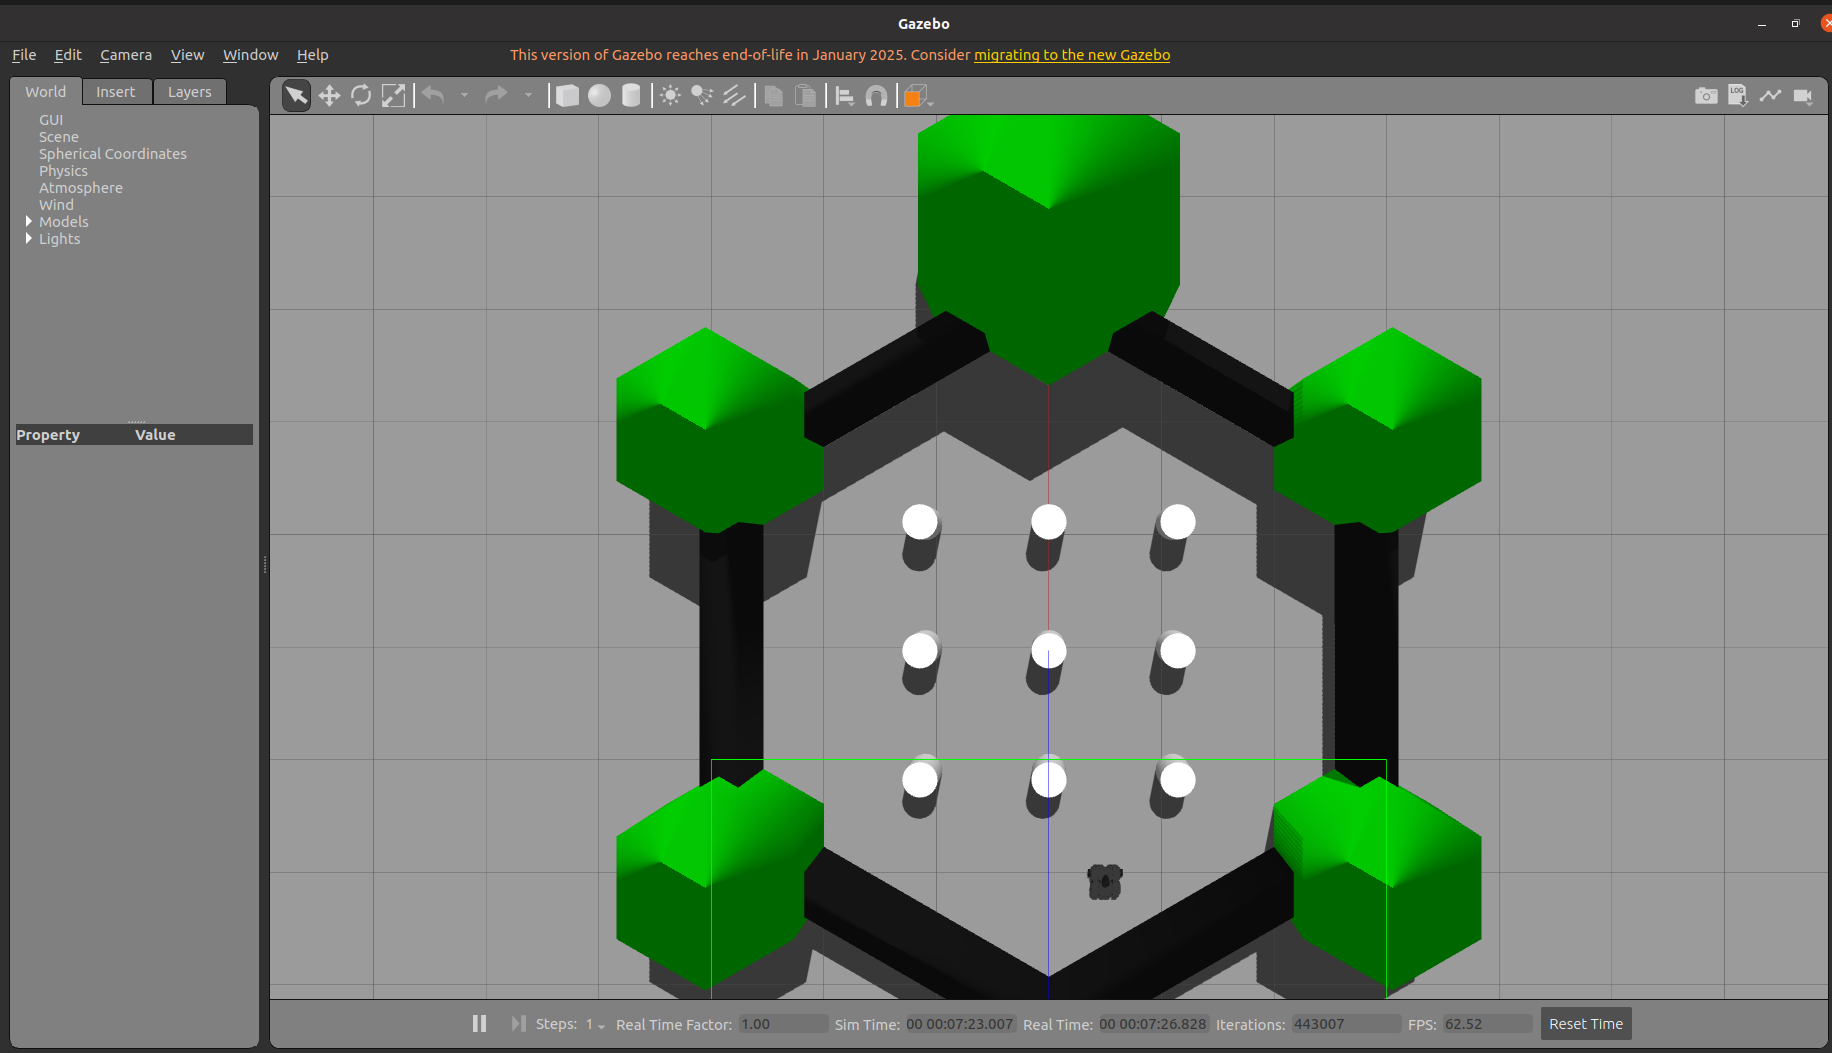 Gazebo
File Edit Camera View Window Help
This version of Gazebo reaches end-of-life in January 2025. Consider migrating to the new Gazebo
World Insert Layers
LOG
GUI
Scene
Spherical Coordinates
Physics
Atmosphere
Wind
Models
Lights
Property Value
Steps: 1 Real Time Factor: 1.00 Sim Time: 00 00:07:23.007 Real Time: 00 00:07:26.828 Iterations: 443007 FPS: 62.52 Reset Time